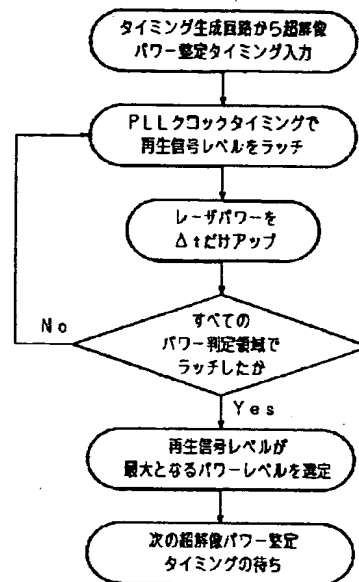 タイミング生成回路から超解像
パワー整定タイミング入力
PLLクロックタイミングで
再生信号レベルをラッチ
レーザパワーを
Δtだけアップ
すべての
パワー判定領域で
ラッチしたか
No
Yes
再生信号レベルが
最大となるパワーレベルを選定
次の超解像パワー整定
タイミングの待ち